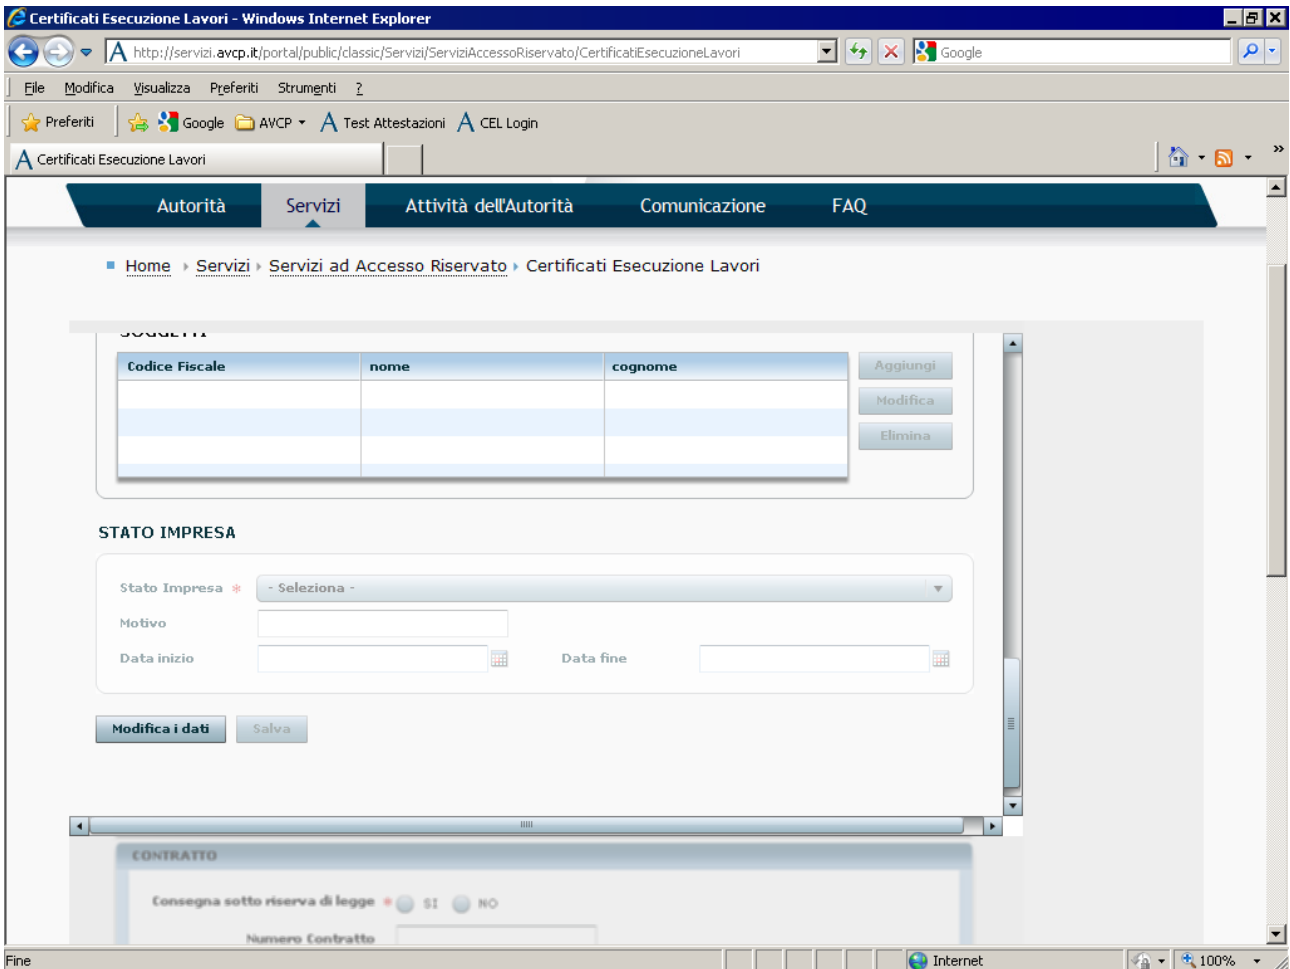 Certificati Esecuzione Lavori - Windows Internet Explorer
http://servizi.avcp.it/portal/public/classic/Servizi/ServiziAccessoRiservato/CertificatiEsecuzioneLavori
Google
File Modifica Visualizza Preferiti Strumenti ?
Preferiti Google AVCP Test Attestazioni CEL Login
Certificati Esecuzione Lavori
Autorità Servizi Attività dell'Autorità Comunicazione FAQ
Home Servizi Servizi ad Accesso Riservato Certificati Esecuzione Lavori
SOGGETTI
Codice Fiscale nome cognome
Aggiungi
Modifica
Elimina
STATO IMPRESA
Stato Impresa * - Seleziona -
Motivo
Data inizio Data fine
Modifica i dati Salva
CONTRATTO
Consegna sotto riserva di legge * SI NO
Numero Contratto
Fine Internet 100%